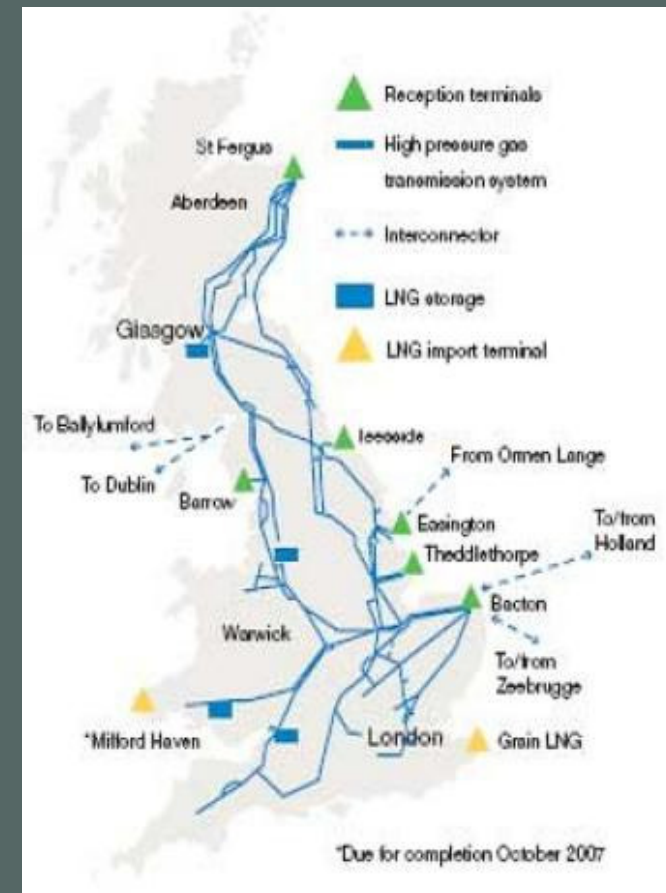 Reception terminals
High pressure gas
transmission system
Interconnector
LNG storage
LNG import terminal
St Fergus
Aberdeen
Glasgow
To Ballylumford
To Dublin
Barrow
Teesside
From Ormen Lange
Easington
Theddlethorpe
To/from
Holland
Bacton
Warwick
To/from
Zeebrugge
*Milford Haven
London
Grain LNG
*Due for completion October 2007